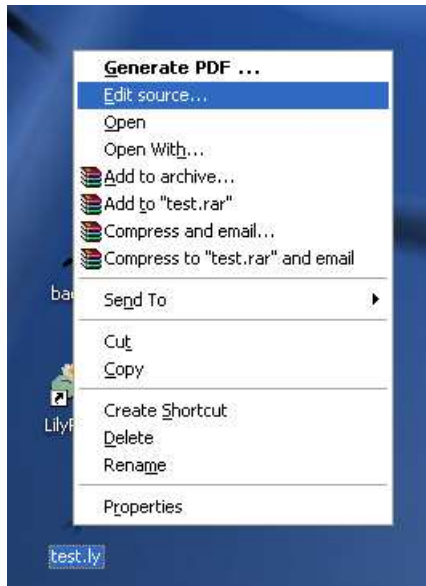 Generate PDF ...
Edit source...
Open
Open With...
Add to archive...
Add to "test.rar"
Compress and email...
Compress to "test.rar" and email
Send To
Cut
Copy
Create Shortcut
Delete
Rename
Properties
test.ly